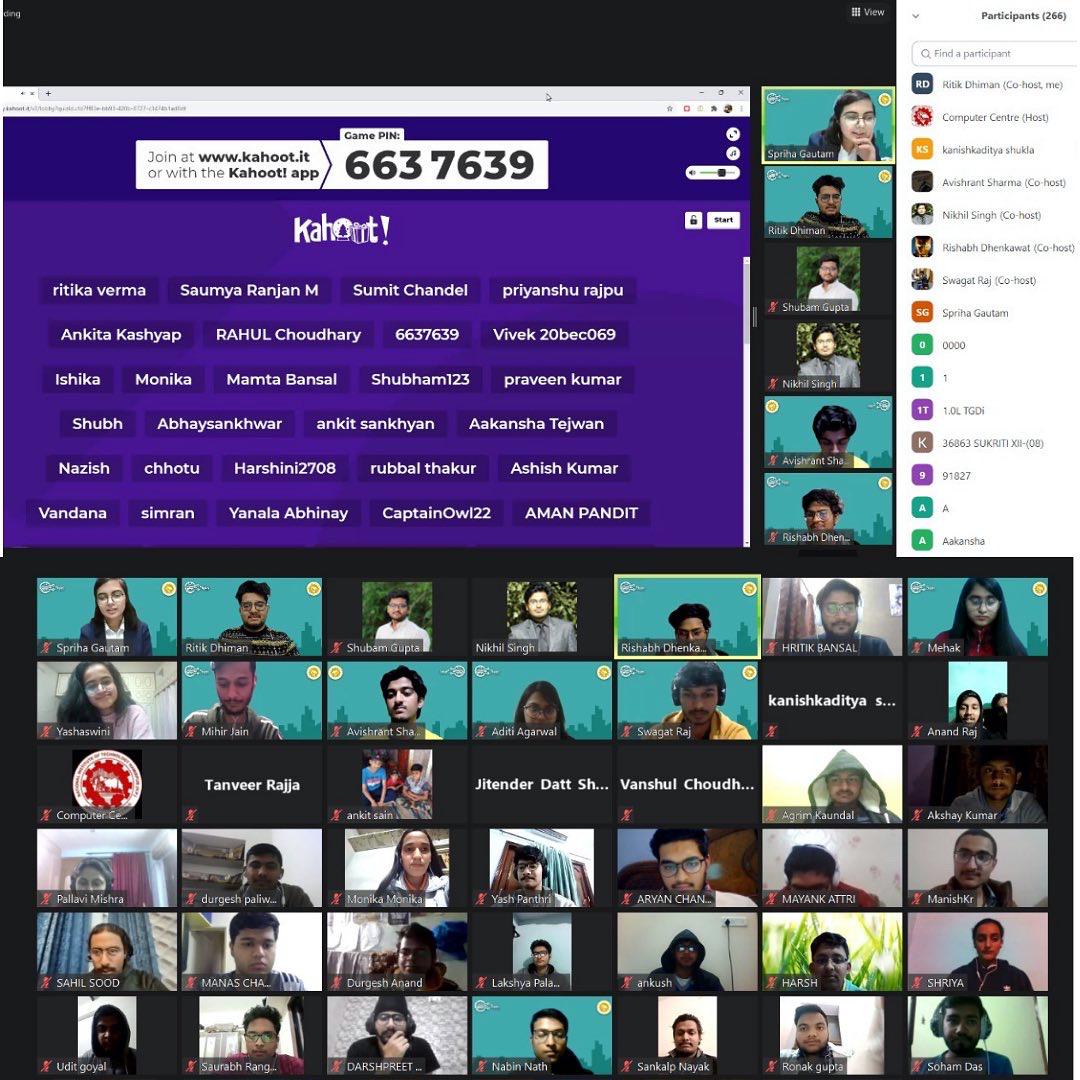 ding
View
Participants (266)
Find a participant
Game PIN:
Join at www.kahoot.it
or with the Kahoot! app
663 7639
Kahoot!
Start
ritika verma Saumya Ranjan M Sumit Chandel priyanshu rajpu
Ankita Kashyap RAHUL Choudhary 6637639 Vivek 20bec069
Ishika Monika Mamta Bansal Shubham123 praveen kumar
Shubh Abhaysankhwar ankit sankhyan Aakansha Tejwan
Nazish chhotu Harshini2708 rubbal thakur Ashish Kumar
Vandana simran Yanala Abhinay CaptainOwl22 AMAN PANDIT
Spriha Gautam
Ritik Dhiman
Shubam Gupta
Nikhil Singh
Avishrant Sha...
Rishabh Dhen...
RD Ritik Dhiman (Co-host, me)
Computer Centre (Host)
KS kanishkaditya shukla
Avishrant Sharma (Co-host)
Nikhil Singh (Co-host)
Rishabh Dhenkawat (Co-host)
Swagat Raj (Co-host)
SG Spriha Gautam
0 0000
1 1
1T 1.0L TGDi
K 36863 SUKRITI XII-(08)
9 91827
A A
A Aakansha
Spriha Gautam Ritik Dhiman Shubam Gupta Nikhil Singh Rishabh Dhenka... HRITIK BANSAL Mehak
Yashaswini Mihir Jain Avishrant Sha... Aditi Agarwal Swagat Raj kanishkaditya s... Anand Raj
Computer Ce... Tanveer Rajja ankit sain Jitender Datt Sh... Vanshul Choudh... Agrim Kaundal Akshay Kumar
Pallavi Mishra durgesh paliw... Monika Monika Yash Panthri ARYAN CHAN... MAYANK ATTRI ManishKr
SAHIL SOOD MANAS CHA... Durgesh Anand Lakshya Pala... ankush HARSH SHRIYA
Udit goyal Saurabh Rang... DARSHPREET ... Nabin Nath Sankalp Nayak Ronak gupta Soham Das